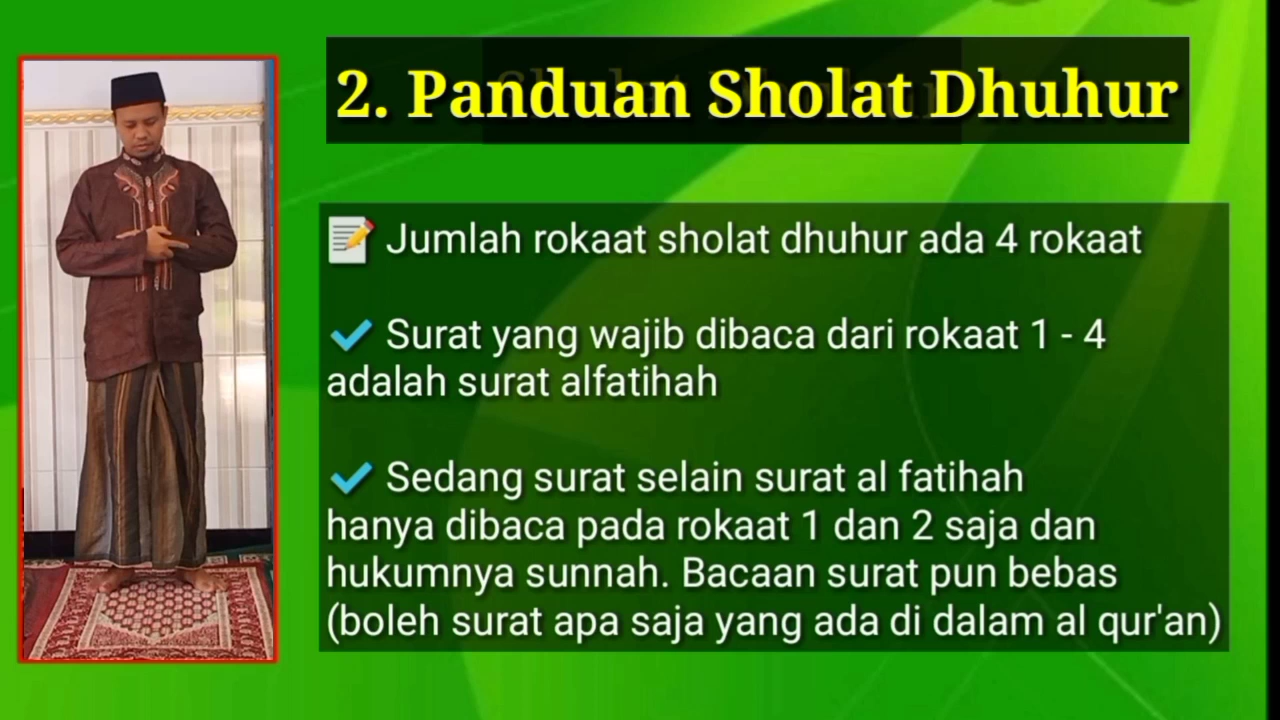 2. Panduan Sholat Dhuhur
📝 Jumlah rokaat sholat dhuhur ada 4 rokaat
✔ Surat yang wajib dibaca dari rokaat 1 - 4
adalah surat alfatihah
✔ Sedang surat selain surat al fatihah
hanya dibaca pada rokaat 1 dan 2 saja dan
hukumnya sunnah. Bacaan surat pun bebas
(boleh surat apa saja yang ada di dalam al qur'an)